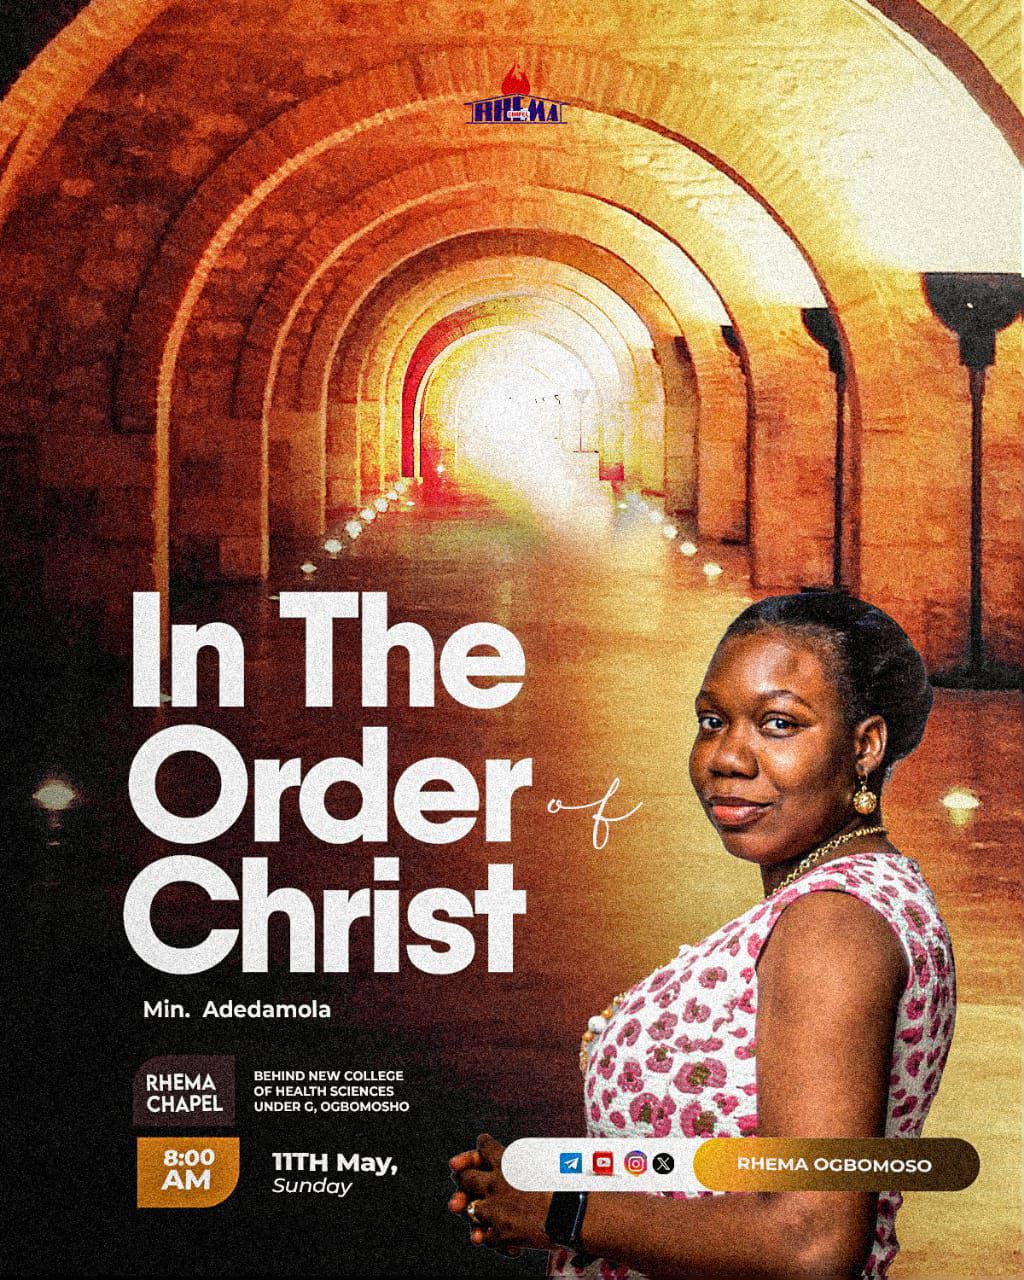 RHEMA
CHAPEL
In The
Order of
Christ
Min. Adedamola
RHEMA
CHAPEL
BEHIND NEW COLLEGE
OF HEALTH SCIENCES
UNDER G, OGBOMOSHO
8:00
AM
11TH May,
Sunday
RHEMA OGBOMOSO